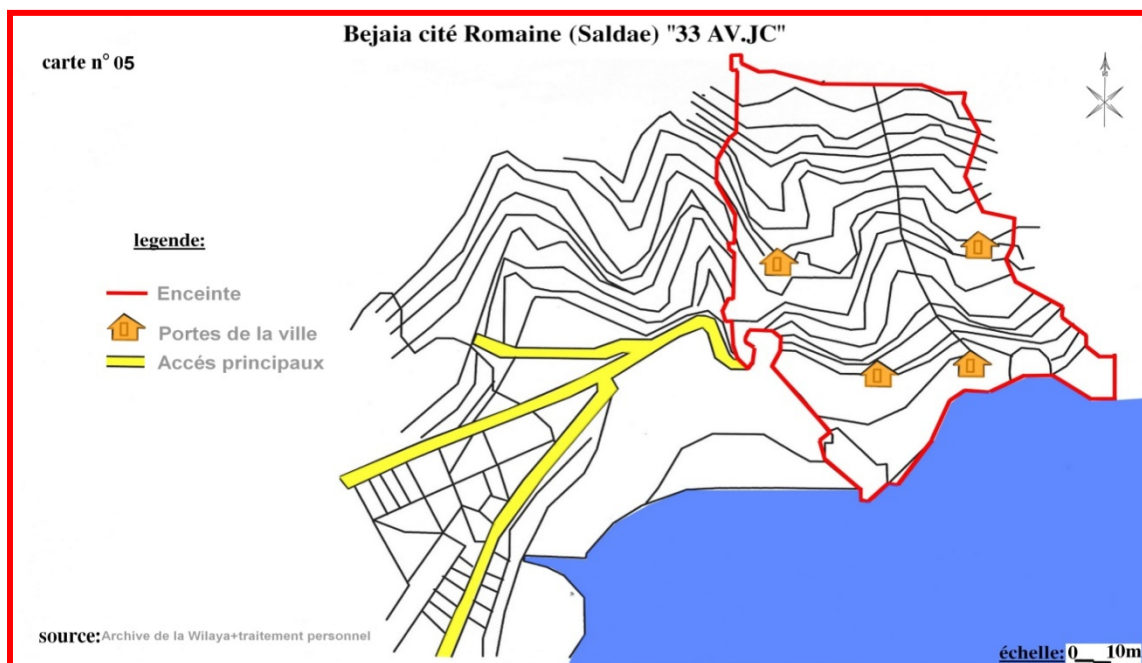 Bejaia cité Romaine (Saldae) "33 AV.JC"
carte n° 05
legende:
Enceinte
Portes de la ville
Accés principaux
source: Archive de la Wilaya+traitement personnel
échelle: 0 10m